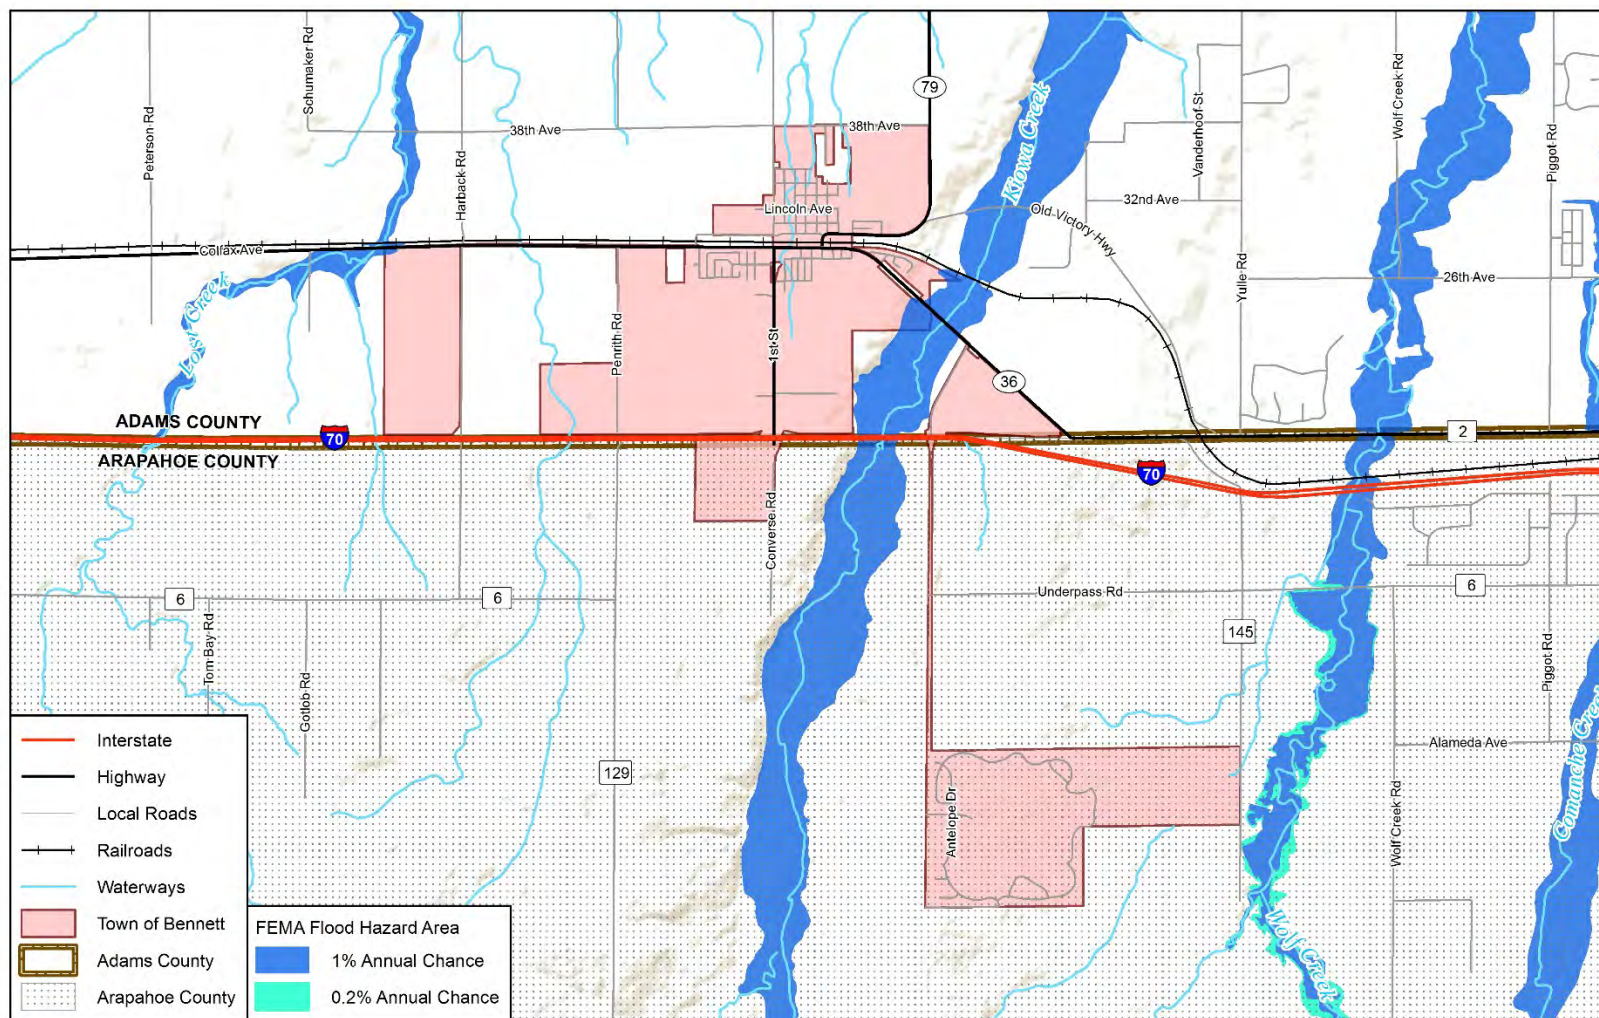 Schumaker Rd
Peterson Rd
Harback Rd
38th Ave
38th Ave
79
Kiowa Creek
Vanderhoof St
Wolf Creek Rd
Piggot Rd
Lincoln Ave
32nd Ave
Old Victory Hwy
Colfax Ave
Lost Creek
Yulle Rd
26th Ave
Penrith Rd
1st St
36
ADAMS COUNTY
70
2
ARAPAHOE COUNTY
70
Converse Rd
6
6
Underpass Rd
6
145
Tom Bay Rd
Gotlob Rd
Piggot Rd
Alameda Ave
129
Antelope Dr
Wolf Creek Rd
Comanche Creek
Wolf Creek
Interstate
Highway
Local Roads
Railroads
Waterways
Town of Bennett
Adams County
Arapahoe County
FEMA Flood Hazard Area
1% Annual Chance
0.2% Annual Chance